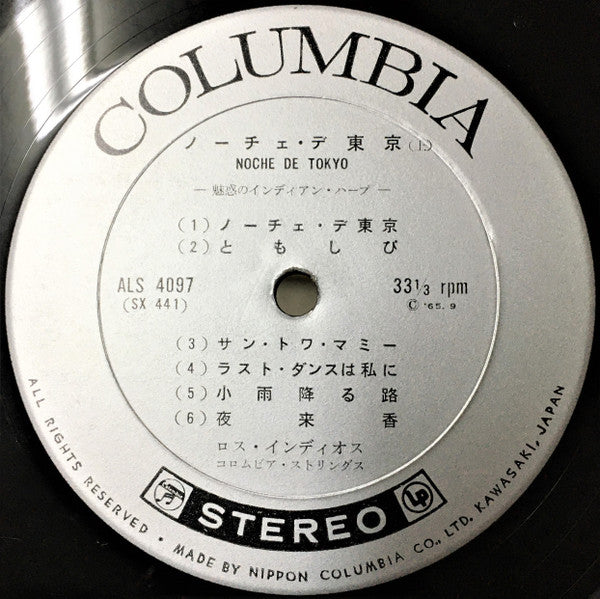 COLUMBIA
ノーチェ・デ東京(1S)
NOCHE DE TOKYO
— 魅惑のインディアン・ハープ —
(1) ノーチェ・デ東京
(2) ともしび
ALS 4097
(SX 441)
33 1/3 rpm
© '65. 9
(3) サン・トワ・マミー
(4) ラスト・ダンスは私に
(5) 小雨降る路
(6) 夜来香
ロス・インディオス
コロムビア・ストリングス
STEREO
LP
ALL RIGHTS RESERVED · MADE BY NIPPON COLUMBIA CO., LTD. KAWASAKI, JAPAN